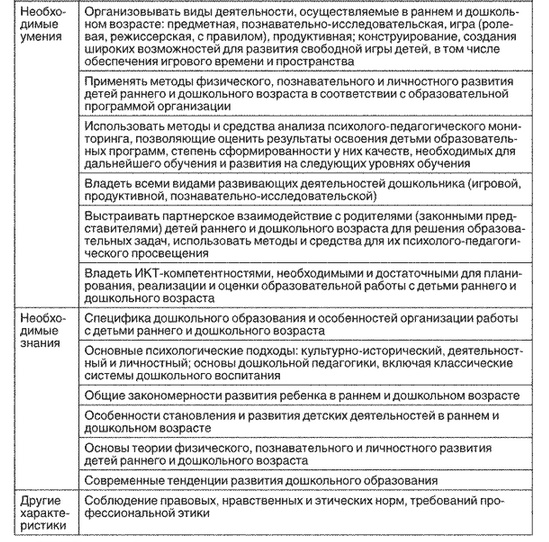 Необхо-
димые
умения
Организовывать виды деятельности, осуществляемые в раннем и дошколь-
ном возрасте: предметная, познавательно-исследовательская, игра (роле-
вая, режиссерская, с правилом), продуктивная; конструирование, создания
широких возможностей для развития свободной игры детей, в том числе
обеспечения игрового времени и пространства
Применять методы физического, познавательного и личностного развития
детей раннего и дошкольного возраста в соответствии с образовательной
программой организации
Использовать методы и средства анализа психолого-педагогического мони-
торинга, позволяющие оценить результаты освоения детьми образователь-
ных программ, степень сформированности у них качеств, необходимых для
дальнейшего обучения и развития на следующих уровнях обучения
Владеть всеми видами развивающих деятельностей дошкольника (игровой,
продуктивной, познавательно-исследовательской)
Выстраивать партнерское взаимодействие с родителями (законными пред-
ставителями) детей раннего и дошкольного возраста для решения образова-
тельных задач, использовать методы и средства для их психолого-педагоги-
ческого просвещения
Владеть ИКТ-компетентностями, необходимыми и достаточными для плани-
рования, реализации и оценки образовательной работы с детьми раннего и
дошкольного возраста
Необхо-
димые
знания
Специфика дошкольного образования и особенностей организации работы
с детьми раннего и дошкольного возраста
Основные психологические подходы: культурно-исторический, деятельност-
ный и личностный; основы дошкольной педагогики, включая классические
системы дошкольного воспитания
Общие закономерности развития ребенка в раннем и дошкольном возрасте
Особенности становления и развития детских деятельностей в раннем и
дошкольном возрасте
Основы теории физического, познавательного и личностного развития
детей раннего и дошкольного возраста
Современные тенденции развития дошкольного образования
Другие
характе-
ристики
Соблюдение правовых, нравственных и этических норм, требований про-
фессиональной этики